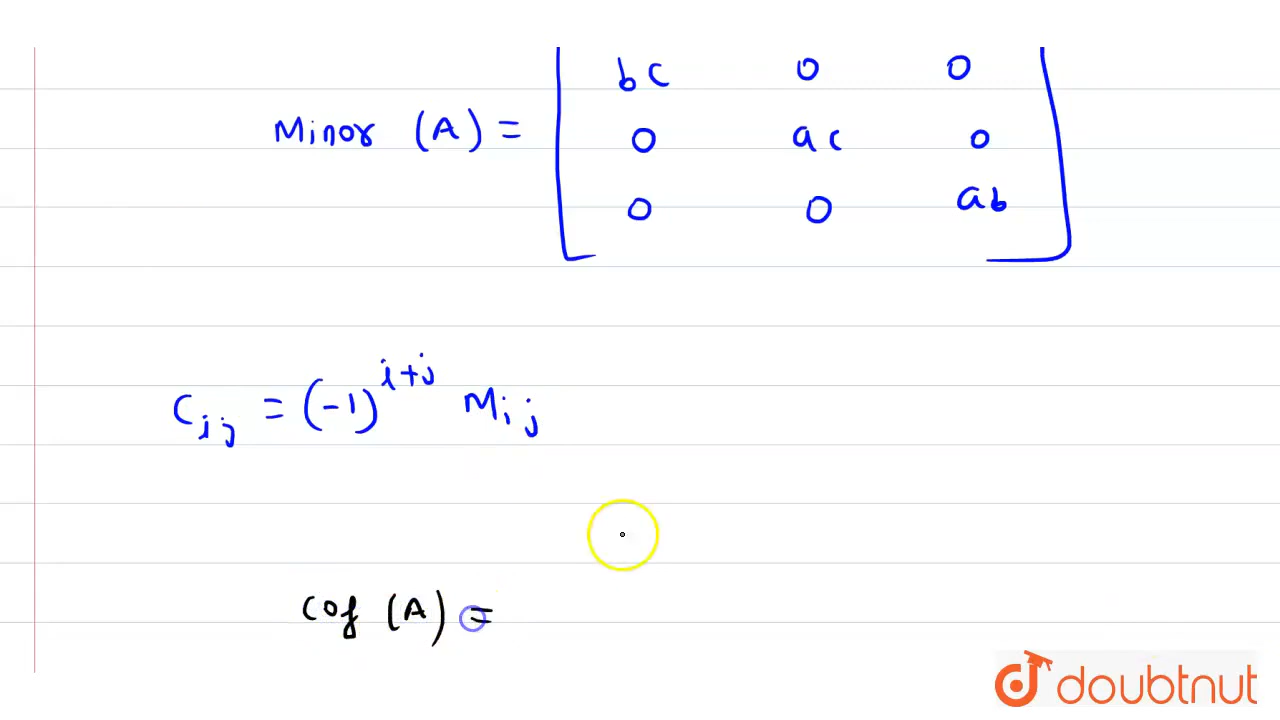 bc 0 0
Minor (A) = 0 ac 0
0 0 ab
C_ij = (-1)^i+j M_ij
Cof (A) =
doubtnut